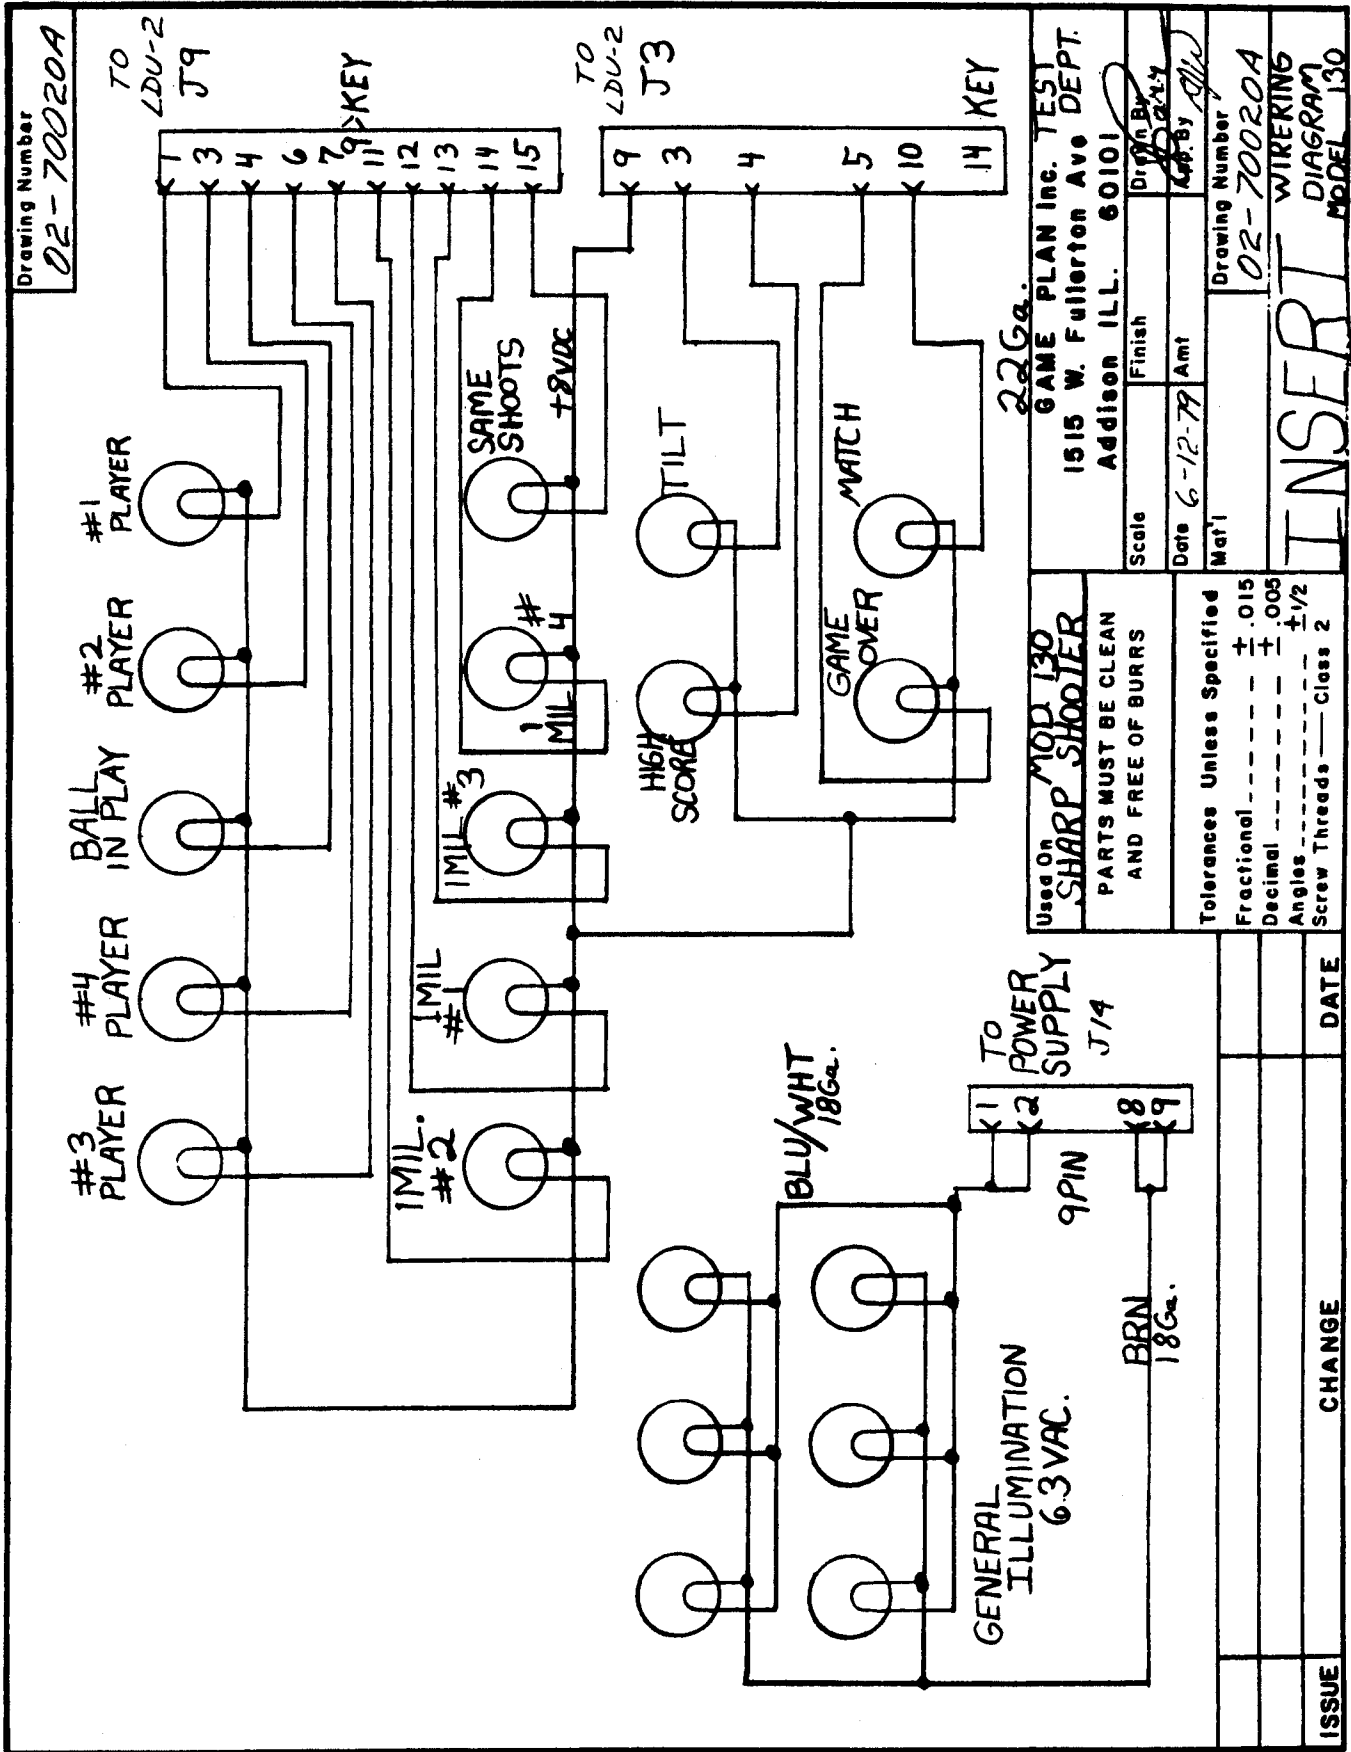 Drawing Number
02-70020A
TO
LDU-2
J9
1
3
4
6
7
9>KEY
11
12
13
14
15
TO
LDU-2
J3
9
3
4
5
10
14
KEY
#3
PLAYER
#4
PLAYER
BALL
IN PLAY
#2
PLAYER
#1
PLAYER
1MIL.
#2
1MIL
#1
1MIL #3
1
MIL
#
4
SAME
SHOOTS
+8VDC
HIGH
SCORE
TILT
GAME
OVER
MATCH
22Ga.
BLU/WHT
18Ga.
TO
POWER
SUPPLY
J14
1
2
8
9
9PIN
BRN
18Ga.
GENERAL
ILLUMINATION
6.3 VAC.
Used On MOD 130
SHARP SHOOTER
PARTS MUST BE CLEAN
AND FREE OF BURRS
Tolerances Unless Specified
Fractional ------ ± .015
Decimal ------ ± .005
Angles ------ ± 1/2
Screw Threads — Class 2
GAME PLAN Inc. TEST
1515 W. Fullerton Ave DEPT.
Addison ILL. 60101
Scale
Finish
Drwn By
Date 6-12-79
Amt
App. By
Mat'l
Drawing Number
02-70020A
INSERT WIRERING
DIAGRAM
MODEL 130
ISSUE
CHANGE
DATE